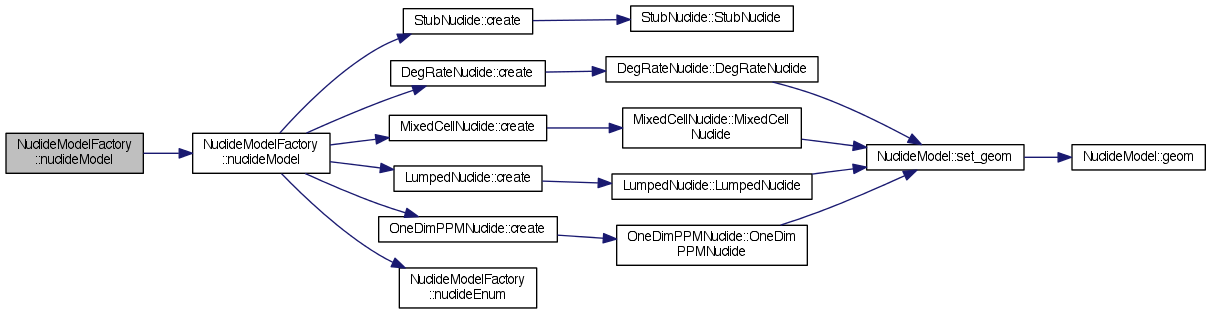 NuclideModelFactory
::nuclideModel
NuclideModelFactory
::nuclideModel
StubNuclide::create
StubNuclide::StubNuclide
DegRateNuclide::create
DegRateNuclide::DegRateNuclide
MixedCellNuclide::create
MixedCellNuclide::MixedCell
Nuclide
LumpedNuclide::create
LumpedNuclide::LumpedNuclide
OneDimPPMNuclide::create
OneDimPPMNuclide::OneDim
PPMNuclide
NuclideModelFactory
::nuclideEnum
NuclideModel::set_geom
NuclideModel::geom